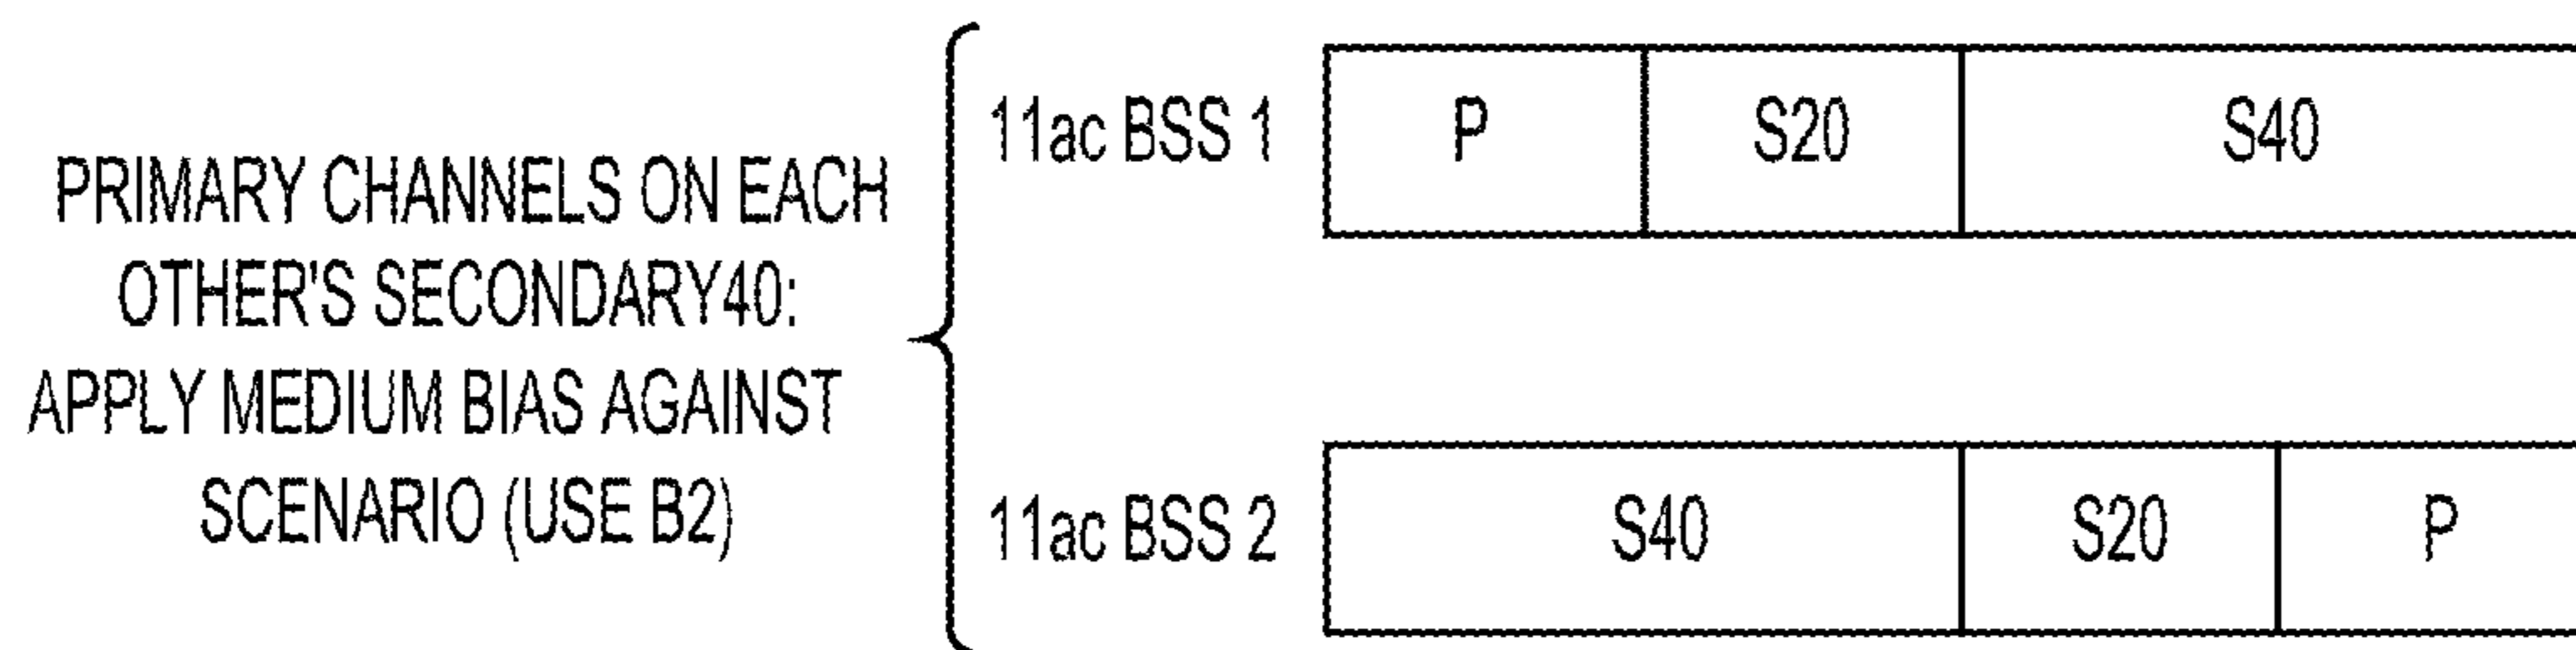 PRIMARY CHANNELS ON EACH
OTHER'S SECONDARY40:
APPLY MEDIUM BIAS AGAINST
SCENARIO (USE B2)
11ac BSS 1 P S20 S40
11ac BSS 2 S40 S20 P